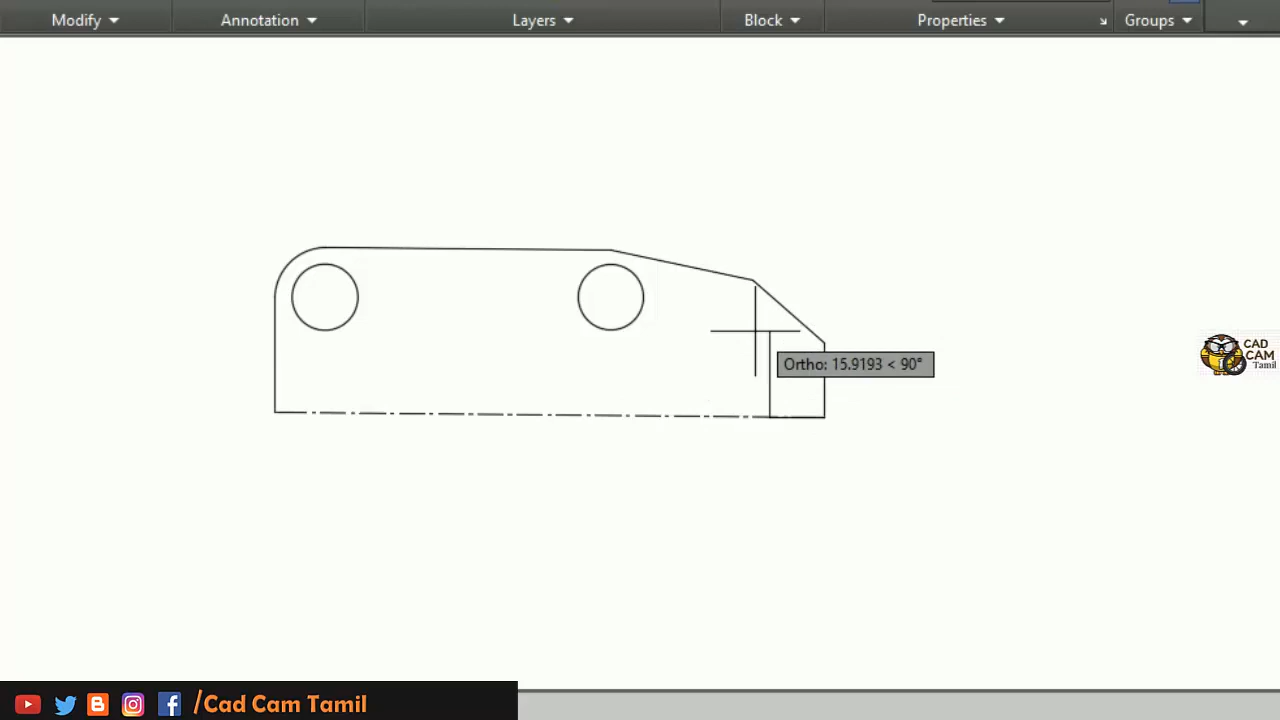 Modify Annotation Layers Block Properties Groups
Ortho: 15.9193 < 90°
CAD
CAM
Tamil
/Cad Cam Tamil